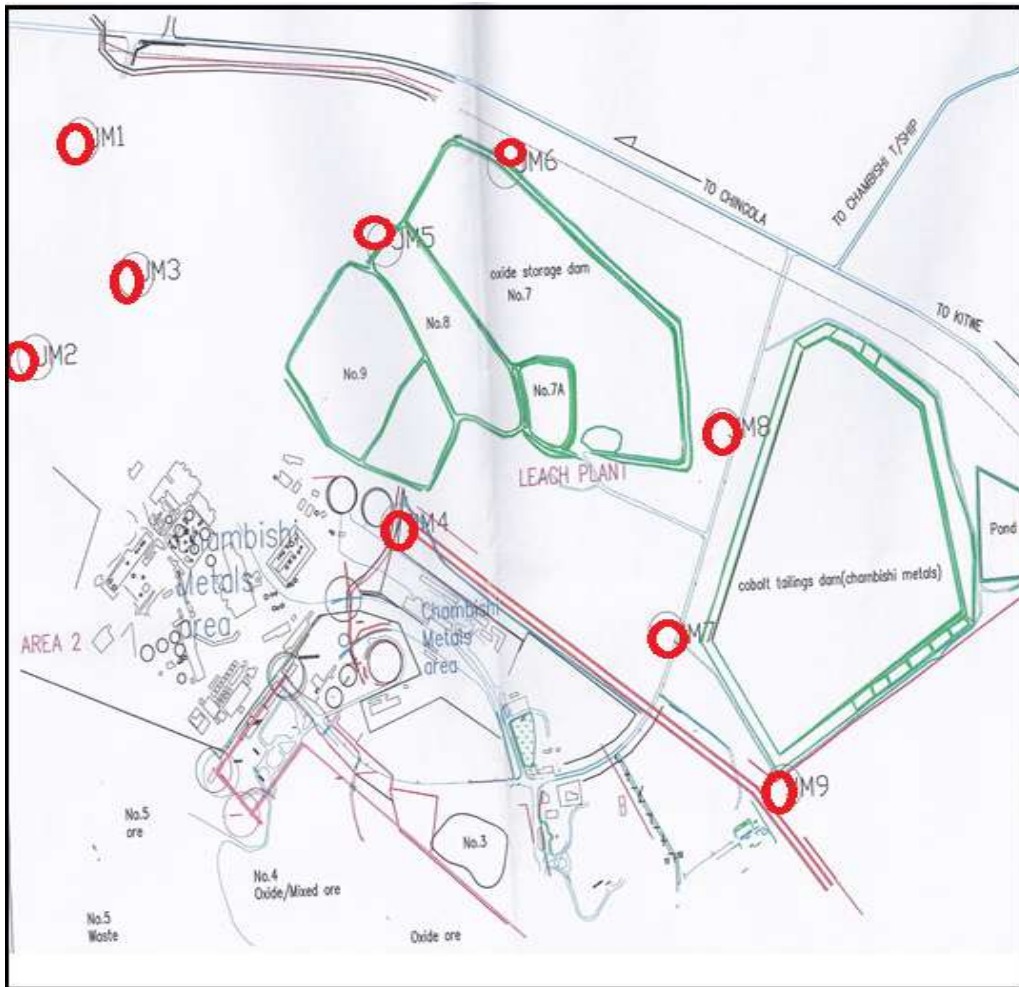 JM1
JM6
TO CHINGOLA
TO CHAMBISHI T/SHIP
JM5
JM3
oxide storage dam
No.7
TO KITWE
No.8
JM2
No.9
No.7A
JM8
LEACH PLANT
Pond
JM4
Chambishi
Metals
area
cobalt tailings dam(chambishi metals)
Chambishi
Metals
area
JM7
AREA 2
JM9
No.5
ore
No.3
No.4
Oxide/Mixed ore
No.5
Waste
Oxide ore